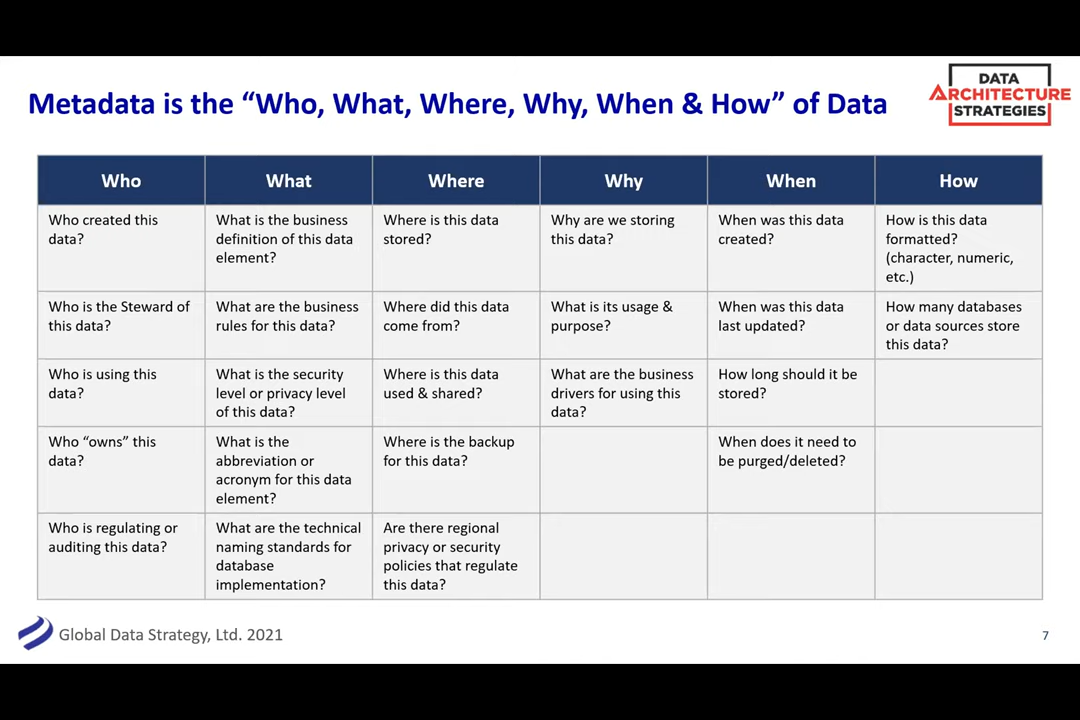 Metadata is the “Who, What, Where, Why, When & How” of Data
DATA
ARCHITECTURE
STRATEGIES
Who
What
Where
Why
When
How
Who created this
data?
What is the business
definition of this data
element?
Where is this data
stored?
Why are we storing
this data?
When was this data
created?
How is this data
formatted?
(character, numeric,
etc.)
Who is the Steward of
this data?
What are the business
rules for this data?
Where did this data
come from?
What is its usage &
purpose?
When was this data
last updated?
How many databases
or data sources store
this data?
Who is using this
data?
What is the security
level or privacy level
of this data?
Where is this data
used & shared?
What are the business
drivers for using this
data?
How long should it be
stored?
Who “owns” this
data?
What is the
abbreviation or
acronym for this data
element?
Where is the backup
for this data?
When does it need to
be purged/deleted?
Who is regulating or
auditing this data?
What are the technical
naming standards for
database
implementation?
Are there regional
privacy or security
policies that regulate
this data?
Global Data Strategy, Ltd. 2021
7